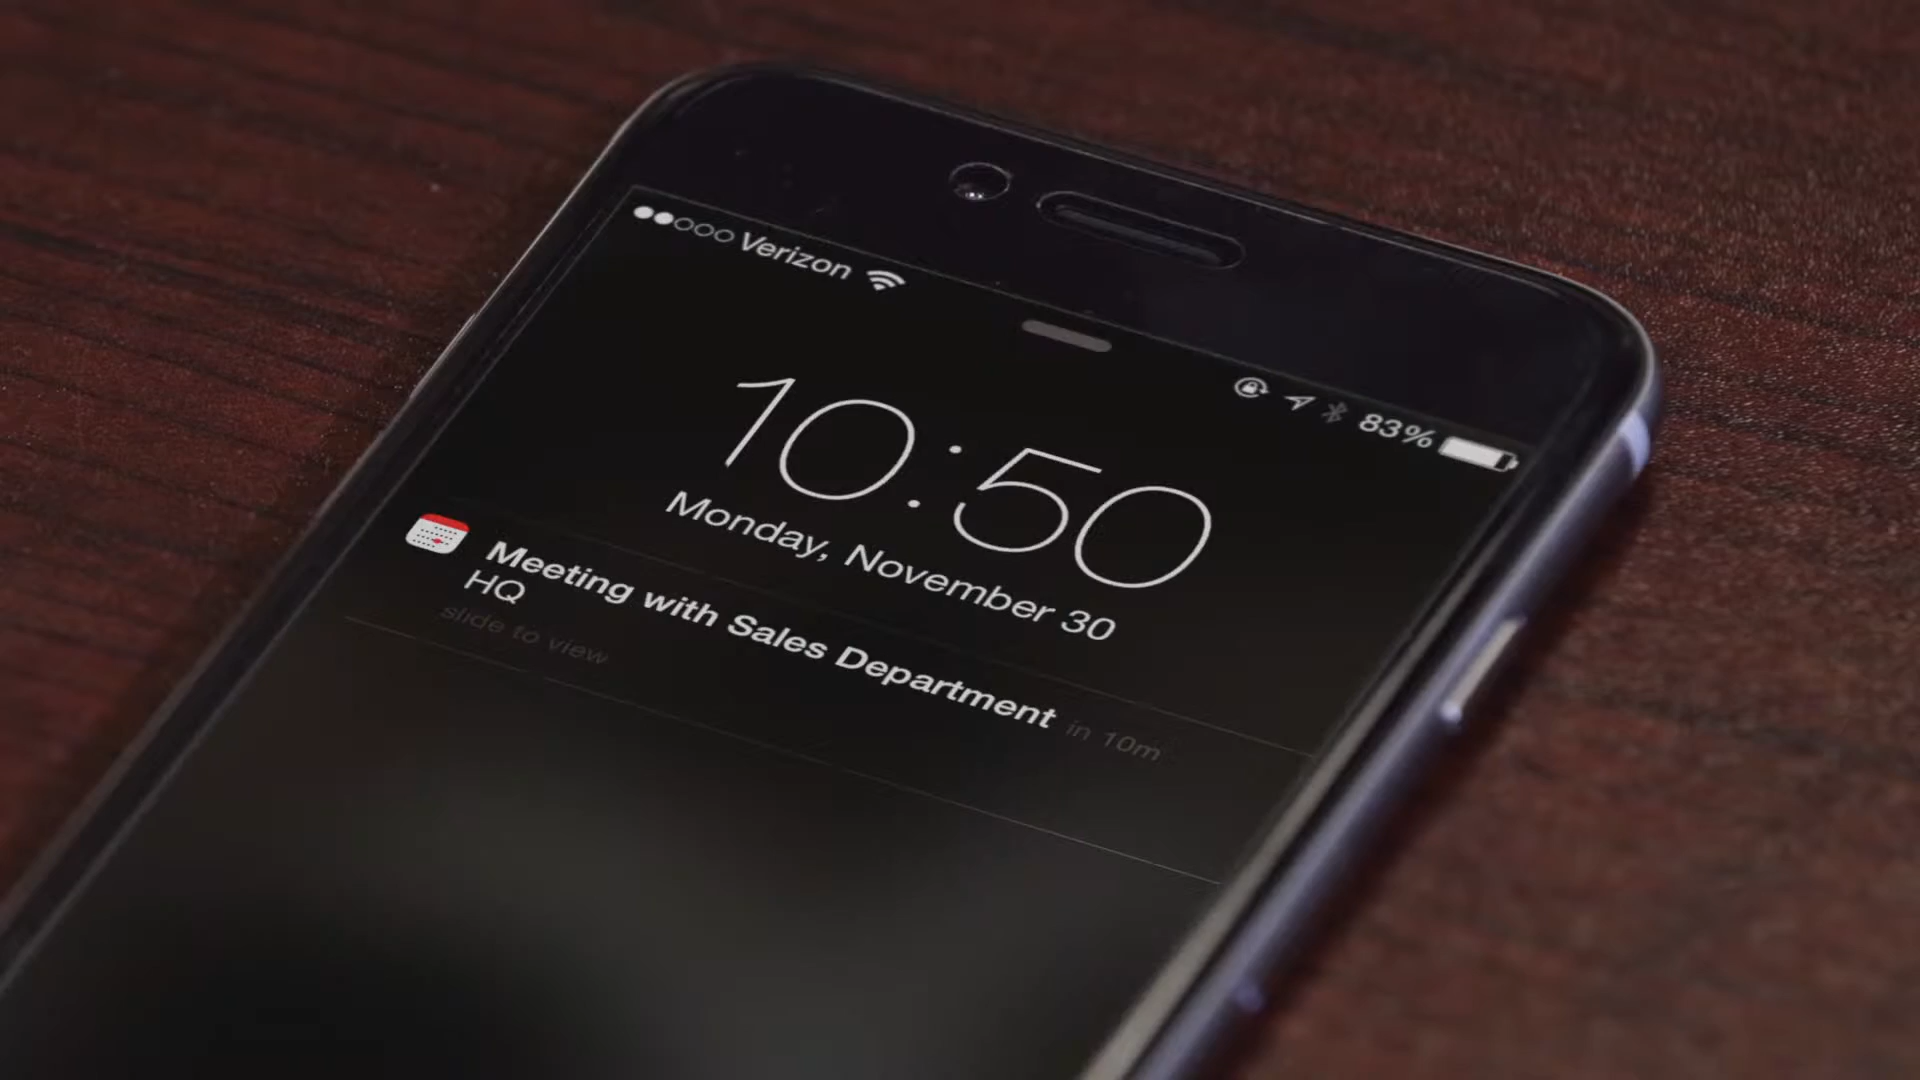 Verizon
83%
10:50
Monday, November 30
Meeting with Sales Department in 10m
HQ
slide to view